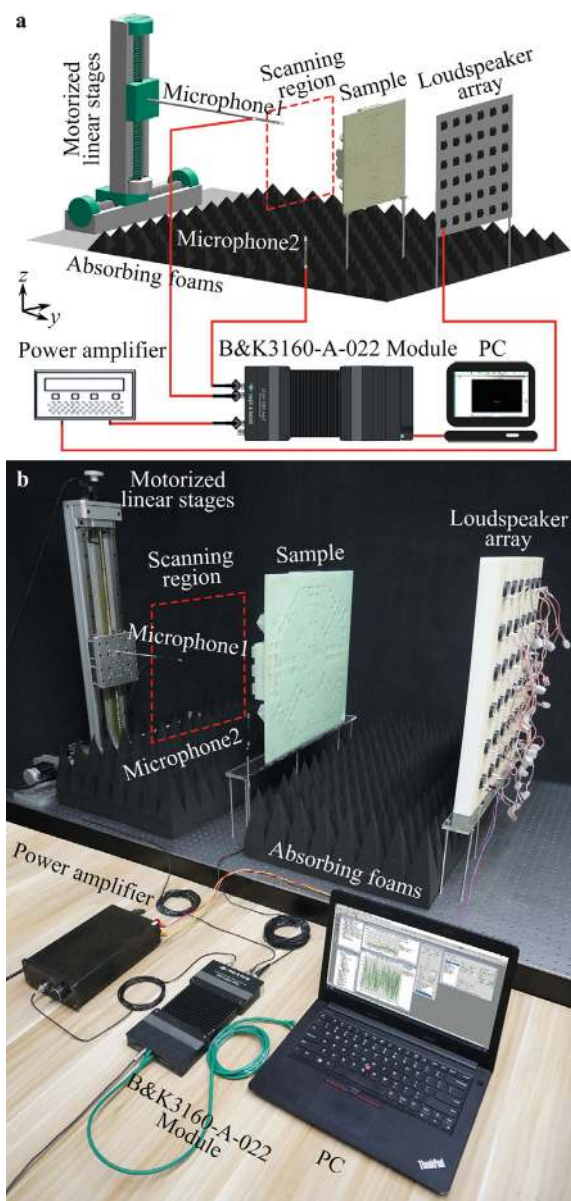 a
Motorized
linear stages
Microphone1
Scanning
region
Sample
Loudspeaker
array
Microphone2
Absorbing foams
z
y
Power amplifier
B&K3160-A-022 Module
PC
b
Motorized
linear stages
Scanning
region
Sample
Loudspeaker
array
Microphone1
Microphone2
Absorbing foams
Power amplifier
B&K3160-A-022
Module
PC
ThinkPad